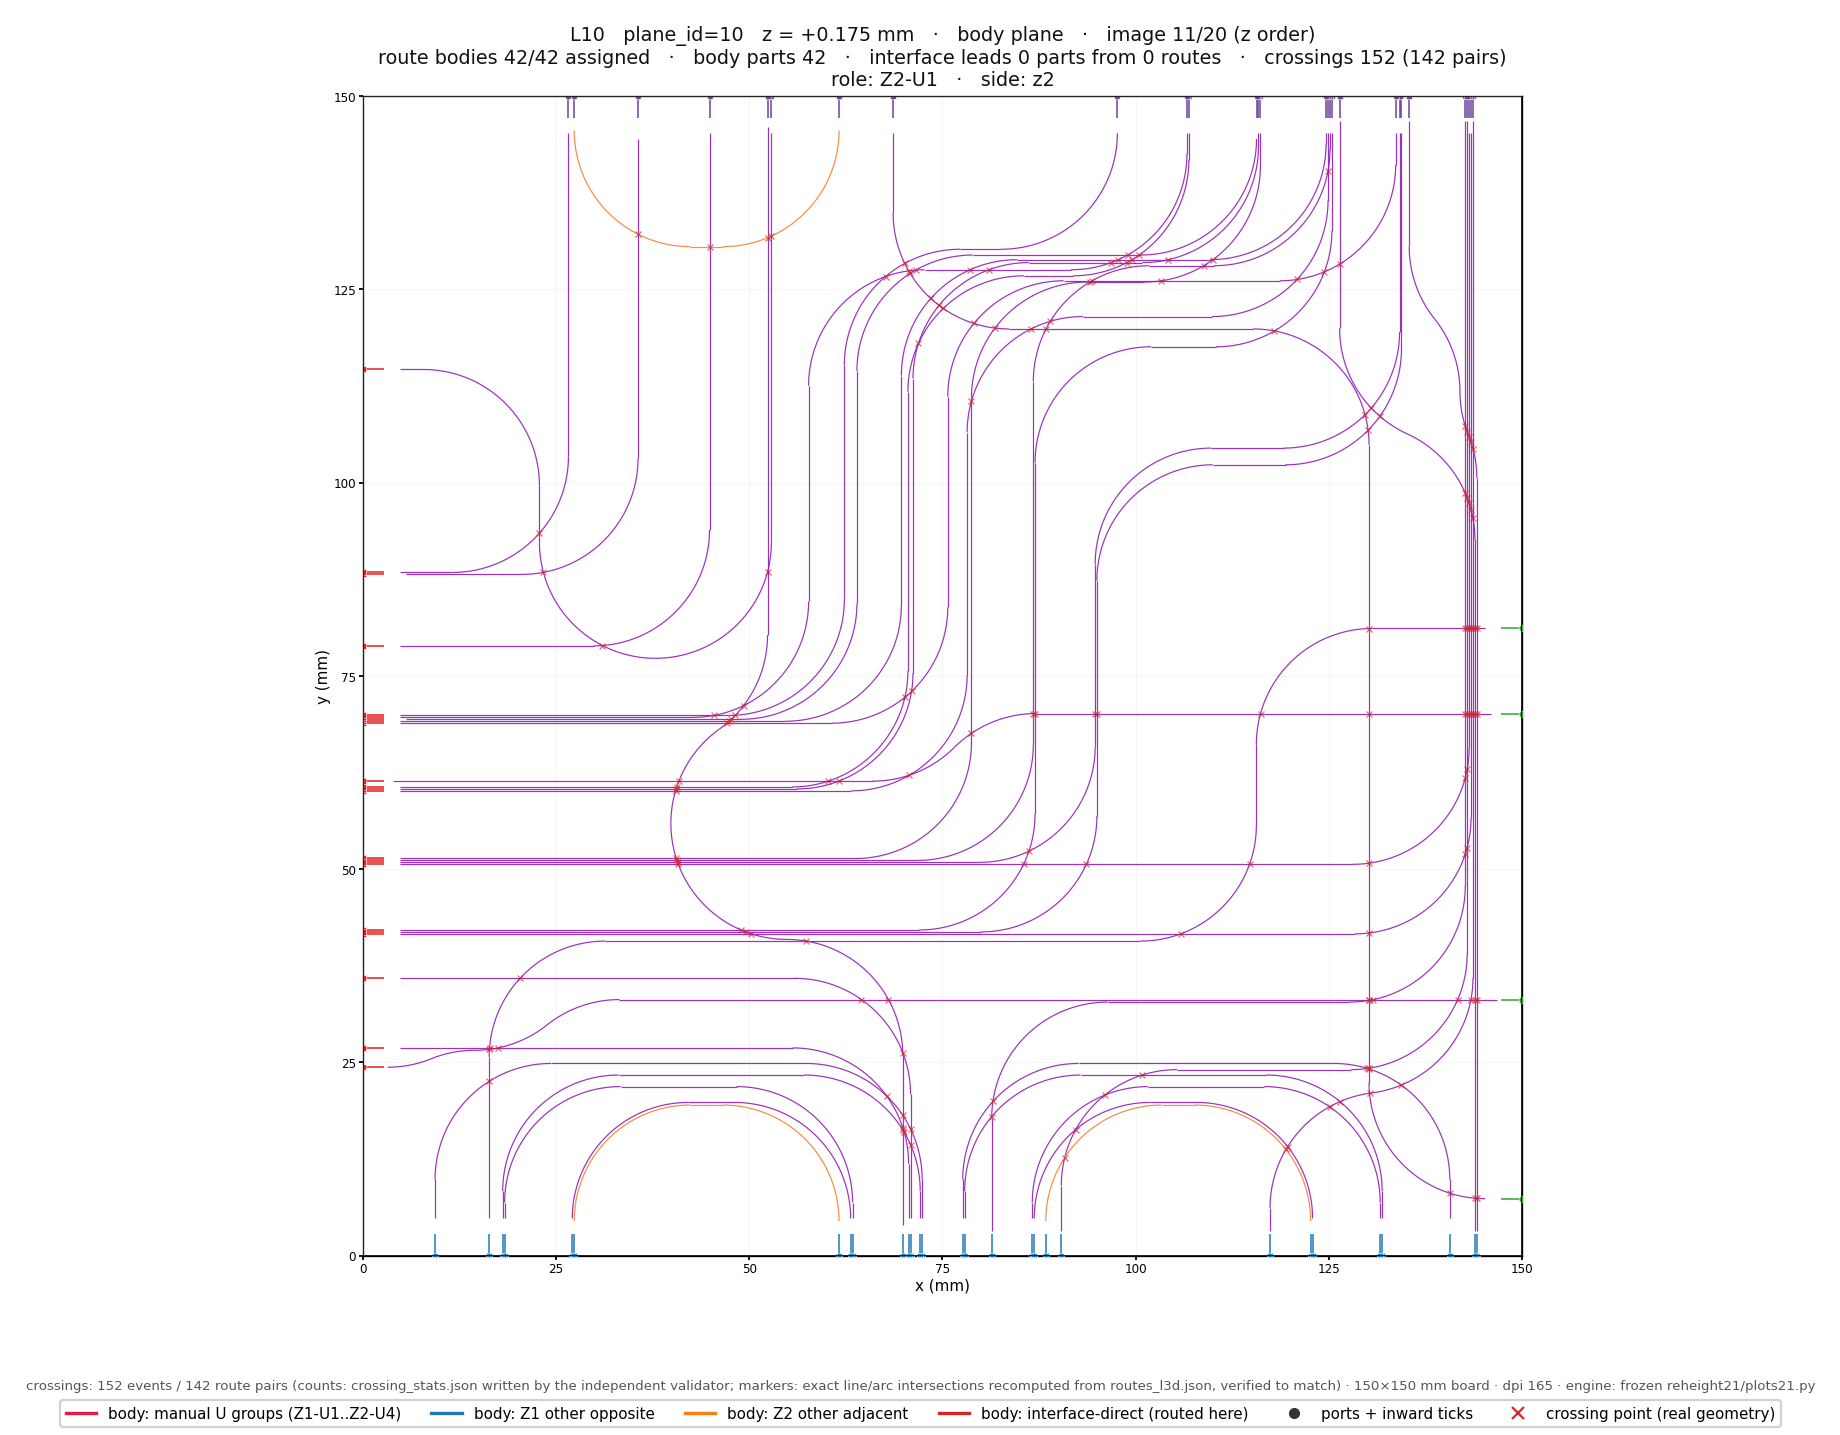 L10   plane_id=10   z = +0.175 mm   ·   body plane   ·   image 11/20 (z order)
route bodies 42/42 assigned   ·   body parts 42   ·   interface leads 0 parts from 0 routes   ·   crossings 152 (142 pairs)
role: Z2-U1   ·   side: z2
150
125
100
75
50
25
0
y (mm)
0
25
50
75
100
125
150
x (mm)
crossings: 152 events / 142 route pairs (counts: crossing_stats.json written by the independent validator; markers: exact line/arc intersections recomputed from routes_l3d.json, verified to match) · 150×150 mm board · dpi 165 · engine: frozen reheight21/plots21.py
body: manual U groups (Z1-U1..Z2-U4)
body: Z1 other opposite
body: Z2 other adjacent
body: interface-direct (routed here)
ports + inward ticks
crossing point (real geometry)